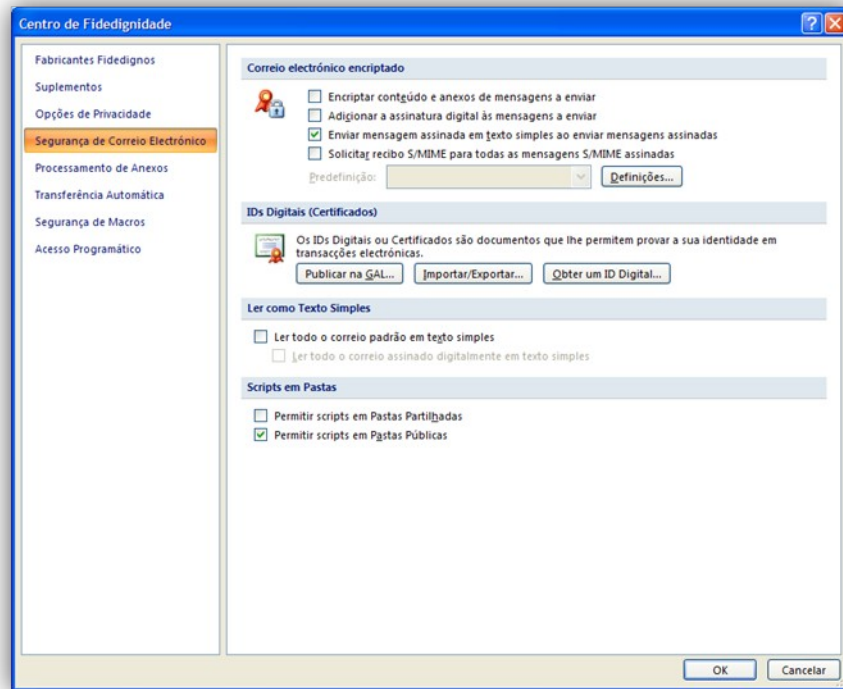 Centro de Fidedignidade
Fabricantes Fidedignos
Suplementos
Opções de Privacidade
Segurança de Correio Electrónico
Processamento de Anexos
Transferência Automática
Segurança de Macros
Acesso Programático
Correio electrónico encriptado
Encriptar conteúdo e anexos de mensagens a enviar
Adicionar a assinatura digital às mensagens a enviar
Enviar mensagem assinada em texto simples ao enviar mensagens assinadas
Solicitar recibo S/MIME para todas as mensagens S/MIME assinadas
Predefinição:
Definições...
IDs Digitais (Certificados)
Os IDs Digitais ou Certificados são documentos que lhe permitem provar a sua identidade em
transacções electrónicas.
Publicar na GAL... Importar/Exportar... Obter um ID Digital...
Ler como Texto Simples
Ler todo o correio padrão em texto simples
Ler todo o correio assinado digitalmente em texto simples
Scripts em Pastas
Permitir scripts em Pastas Partilhadas
Permitir scripts em Pastas Públicas
OK Cancelar